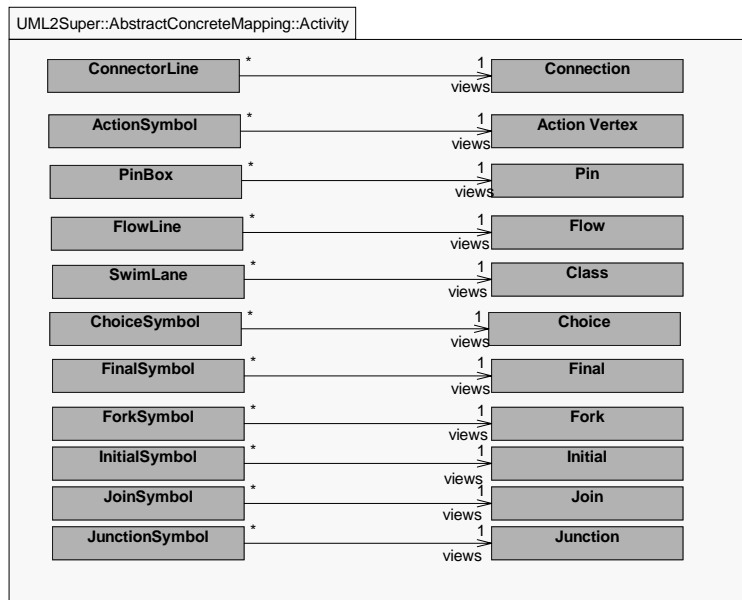 UML2Super::AbstractConcreteMapping::Activity
ConnectorLine * 1 Connection
views
ActionSymbol * 1 Action Vertex
views
PinBox * 1 Pin
views
FlowLine * 1 Flow
views
SwimLane * 1 Class
views
ChoiceSymbol * 1 Choice
views
FinalSymbol * 1 Final
views
ForkSymbol * 1 Fork
views
InitialSymbol * 1 Initial
views
JoinSymbol * 1 Join
views
JunctionSymbol * 1 Junction
views